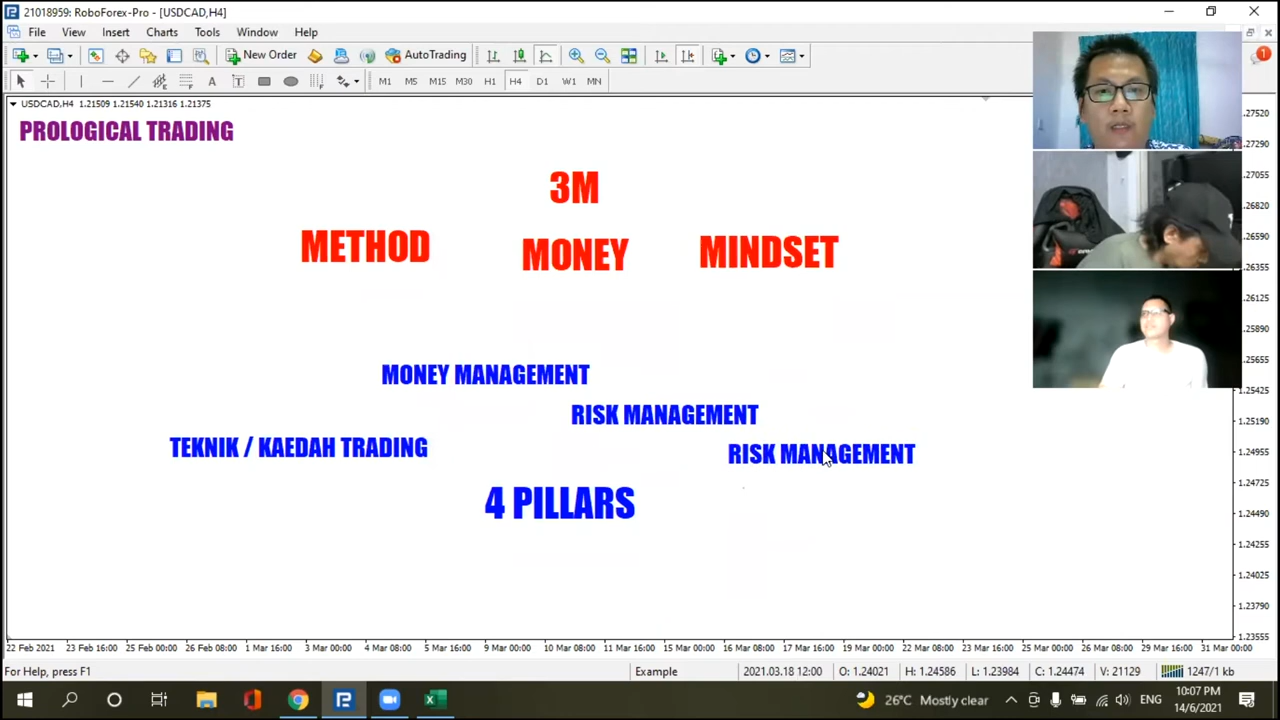 21018959: RoboForex-Pro - [USDCAD,H4]
File View Insert Charts Tools Window Help
New Order AutoTrading
M1 M5 M15 M30 H1 H4 D1 W1 MN
USDCAD,H4 1.21509 1.21540 1.21316 1.21375
PROLOGICAL TRADING
3M
METHOD MONEY MINDSET
MONEY MANAGEMENT
RISK MANAGEMENT
TEKNIK / KAEDAH TRADING
RISK MANAGEMENT
4 PILLARS
.27520
.27290
.27055
.26820
.26590
.26355
1.26125
1.25890
1.25655
1.25425
1.25190
1.24955
1.24725
1.24490
1.24255
1.24025
1.23790
1.23555
22 Feb 2021 23 Feb 16:00 25 Feb 00:00 26 Feb 08:00 1 Mar 16:00 3 Mar 00:00 4 Mar 08:00 5 Mar 16:00 9 Mar 00:00 10 Mar 08:00 11 Mar 16:00 15 Mar 00:00 16 Mar 08:00 17 Mar 16:00 19 Mar 00:00 22 Mar 08:00 23 Mar 16:00 25 Mar 00:00 26 Mar 08:00 29 Mar 16:00 31 Mar 00:00
For Help, press F1 Example 2021.03.18 12:00 O: 1.24021 H: 1.24586 L: 1.23984 C: 1.24474 V: 21129 1247/1 kb
26°C Mostly clear ENG 10:07 PM
14/6/2021